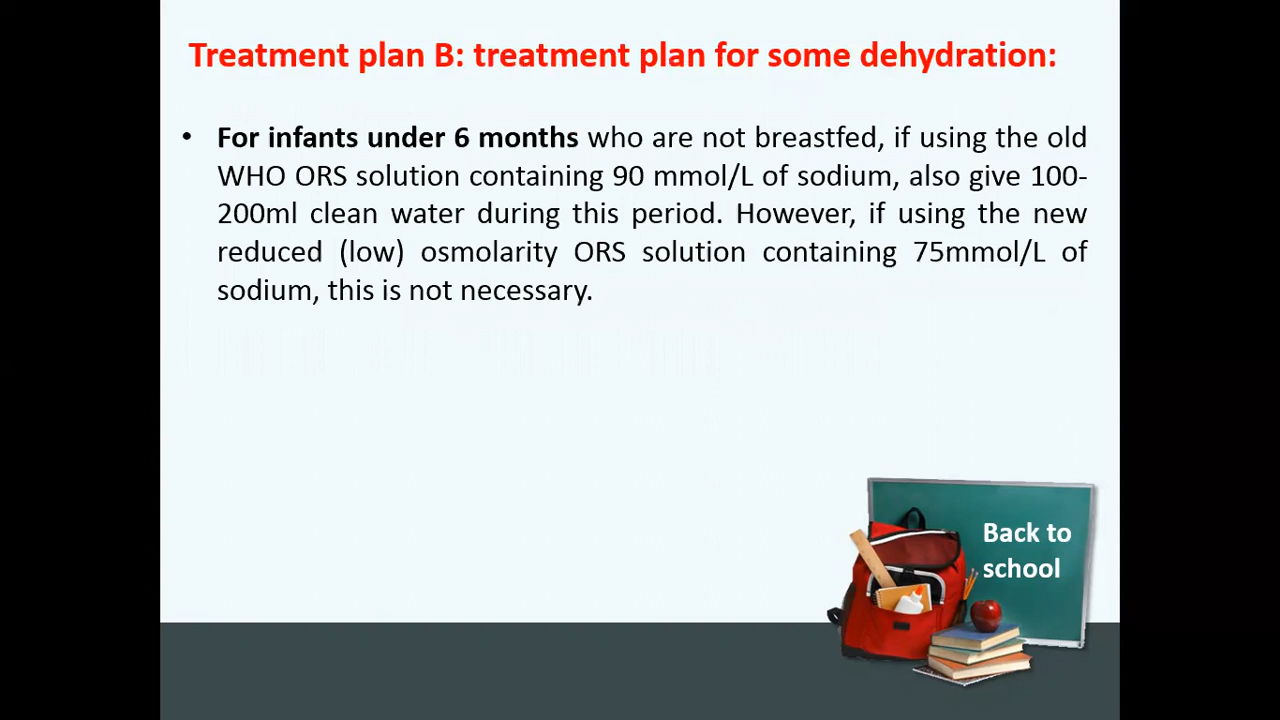 Treatment plan B: treatment plan for some dehydration:
• For infants under 6 months who are not breastfed, if using the old
WHO ORS solution containing 90 mmol/L of sodium, also give 100-
200ml clean water during this period. However, if using the new
reduced (low) osmolarity ORS solution containing 75mmol/L of
sodium, this is not necessary.
Back to
school